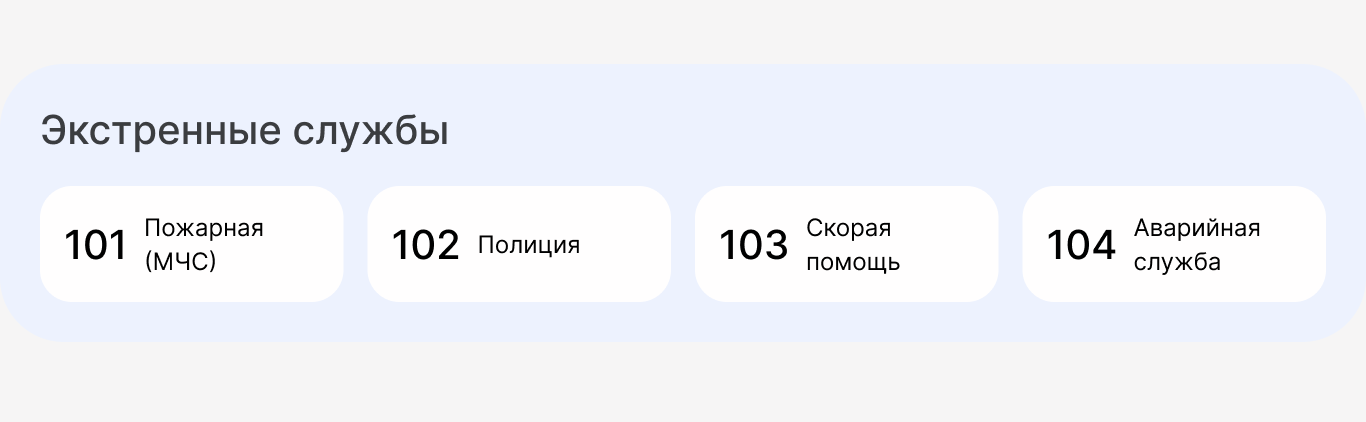 Экстренные службы
101 Пожарная
(МЧС)
102 Полиция
103 Скорая
помощь
104 Аварийная
служба